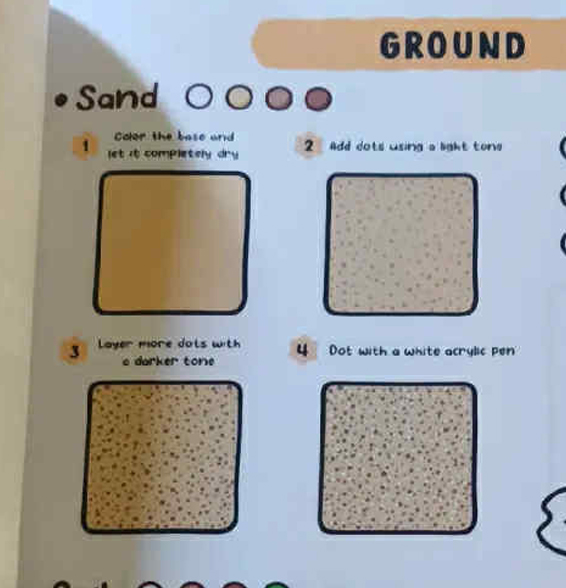 GROUND
• Sand
1 Color the base and
let it completely dry
2 Add dots using a light tone
3 Layer more dots with
a darker tone
4 Dot with a white acrylic pen